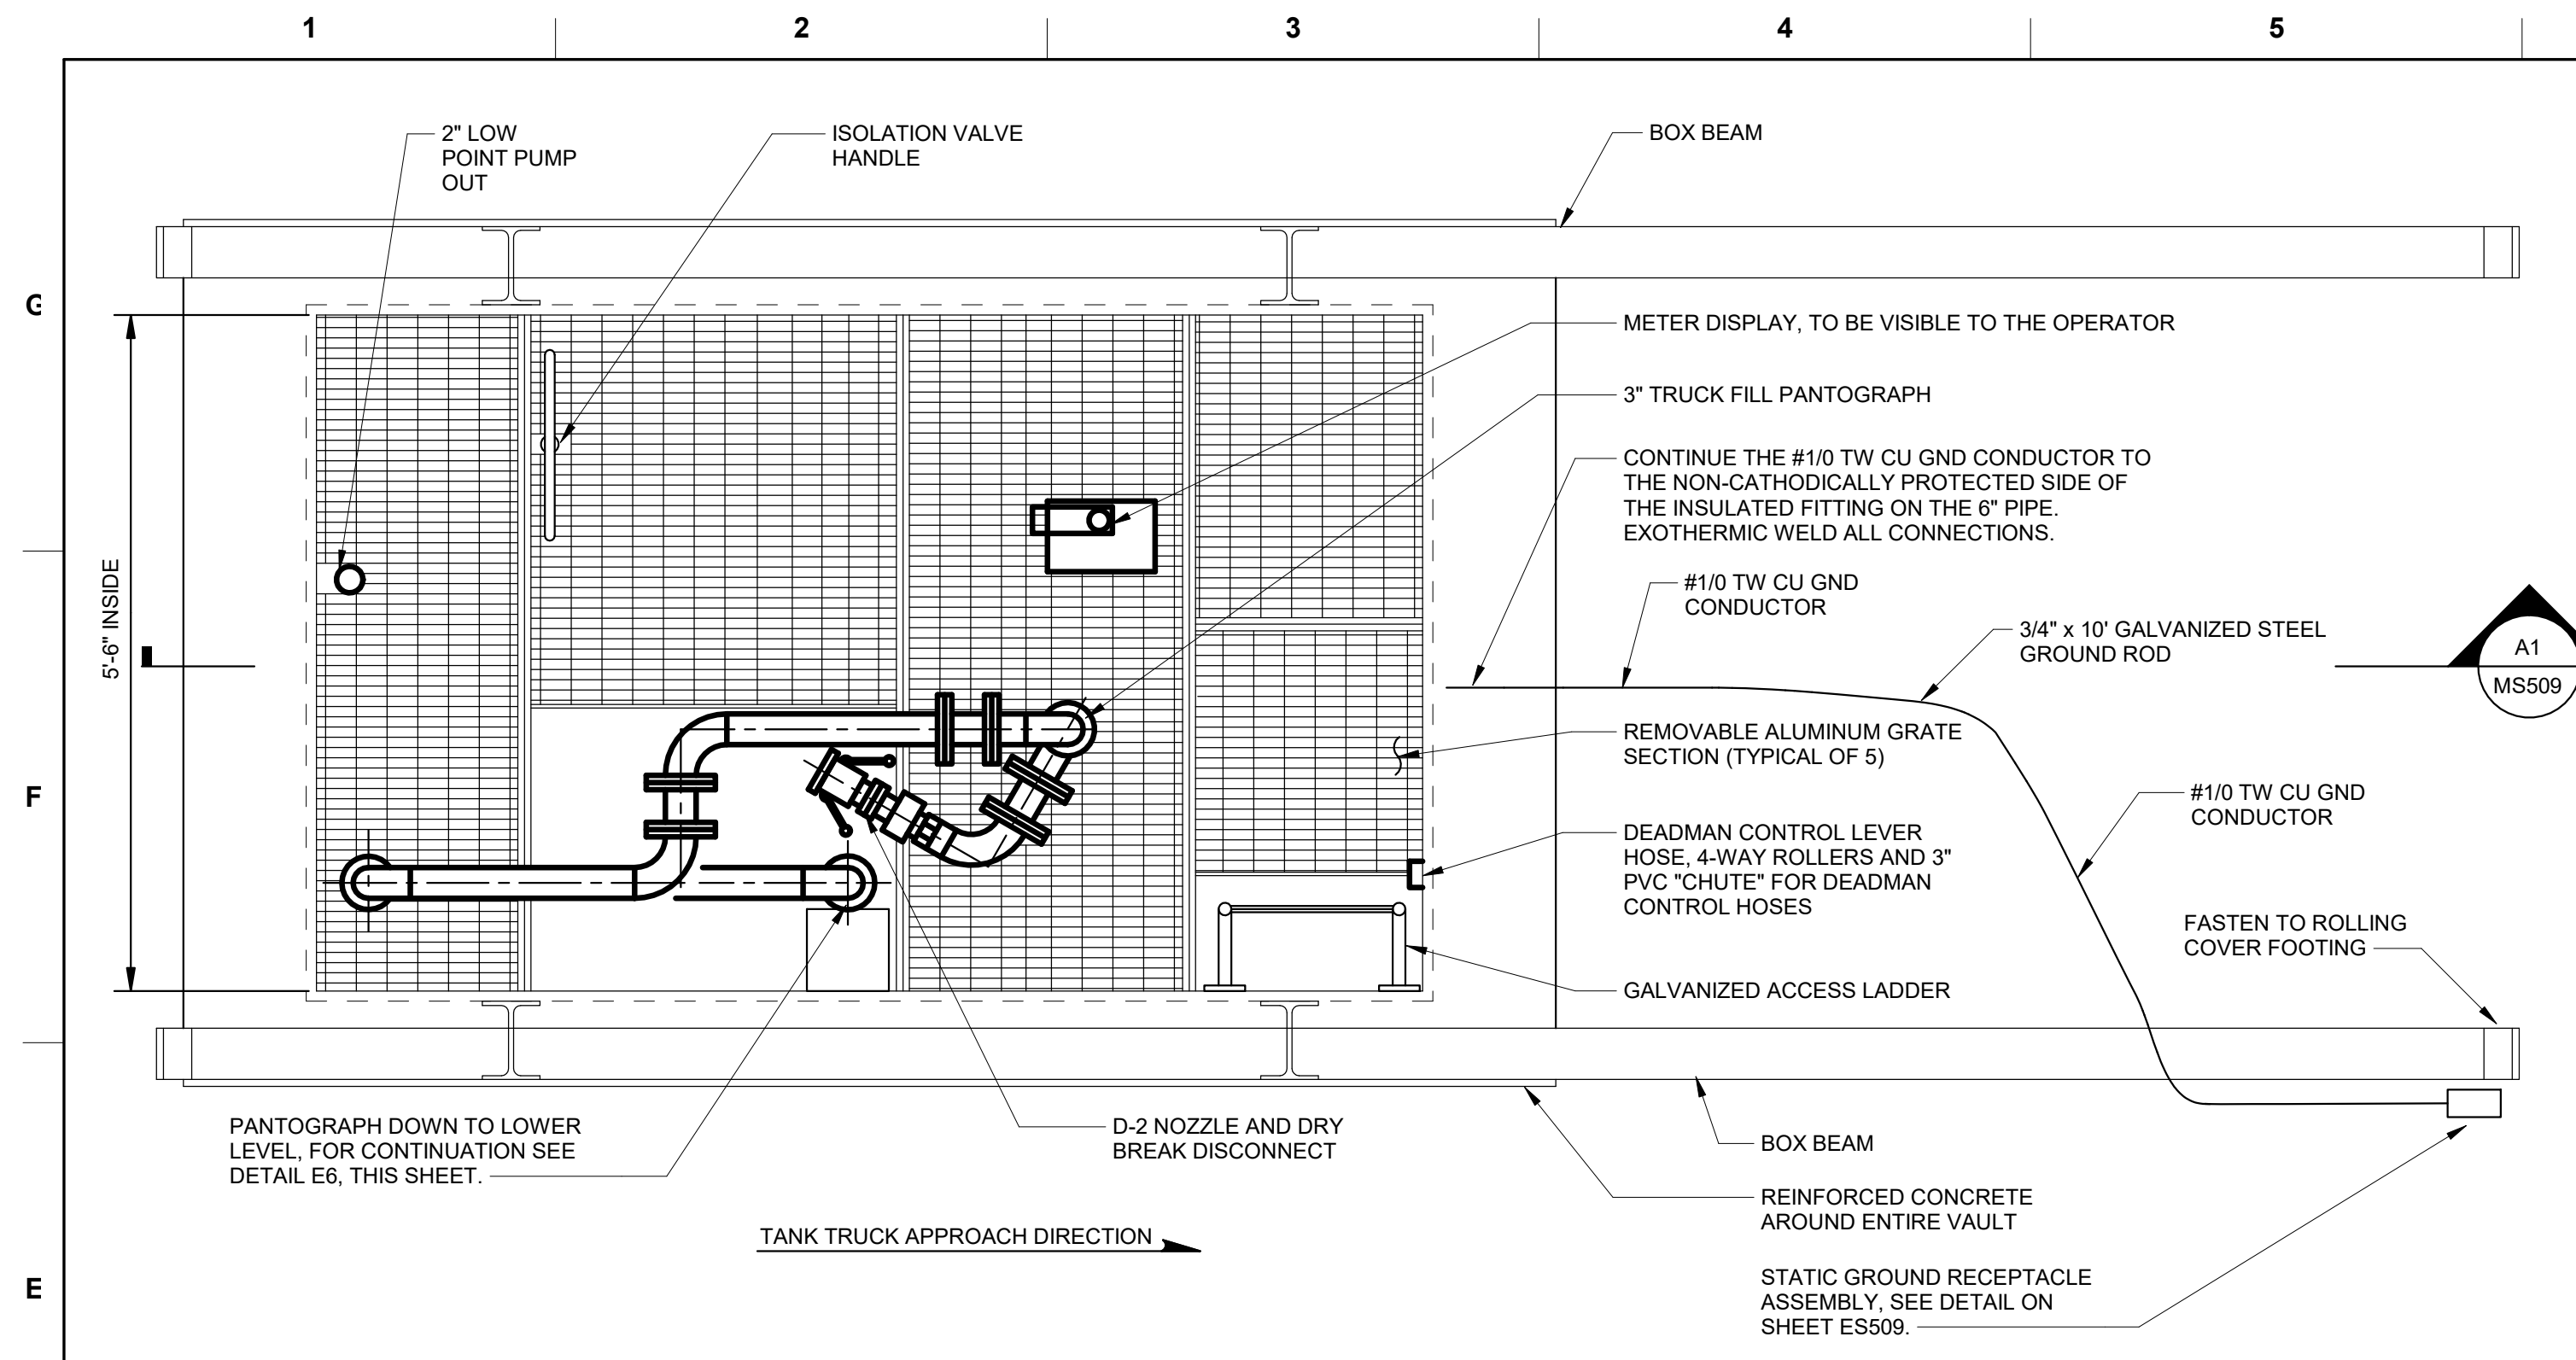 1 2 3 4 5
2" LOW
POINT PUMP
OUT
ISOLATION VALVE
HANDLE
BOX BEAM
G
METER DISPLAY, TO BE VISIBLE TO THE OPERATOR
3" TRUCK FILL PANTOGRAPH
CONTINUE THE #1/0 TW CU GND CONDUCTOR TO
THE NON-CATHODICALLY PROTECTED SIDE OF
THE INSULATED FITTING ON THE 6" PIPE.
EXOTHERMIC WELD ALL CONNECTIONS.
#1/0 TW CU GND
CONDUCTOR
5'-6" INSIDE
3/4" x 10' GALVANIZED STEEL
GROUND ROD
A1
MS509
REMOVABLE ALUMINUM GRATE
SECTION (TYPICAL OF 5)
F
#1/0 TW CU GND
CONDUCTOR
DEADMAN CONTROL LEVER
HOSE, 4-WAY ROLLERS AND 3"
PVC "CHUTE" FOR DEADMAN
CONTROL HOSES
FASTEN TO ROLLING
COVER FOOTING
GALVANIZED ACCESS LADDER
PANTOGRAPH DOWN TO LOWER
LEVEL, FOR CONTINUATION SEE
DETAIL E6, THIS SHEET.
D-2 NOZZLE AND DRY
BREAK DISCONNECT
BOX BEAM
REINFORCED CONCRETE
AROUND ENTIRE VAULT
TANK TRUCK APPROACH DIRECTION
E
STATIC GROUND RECEPTACLE
ASSEMBLY, SEE DETAIL ON
SHEET ES509.